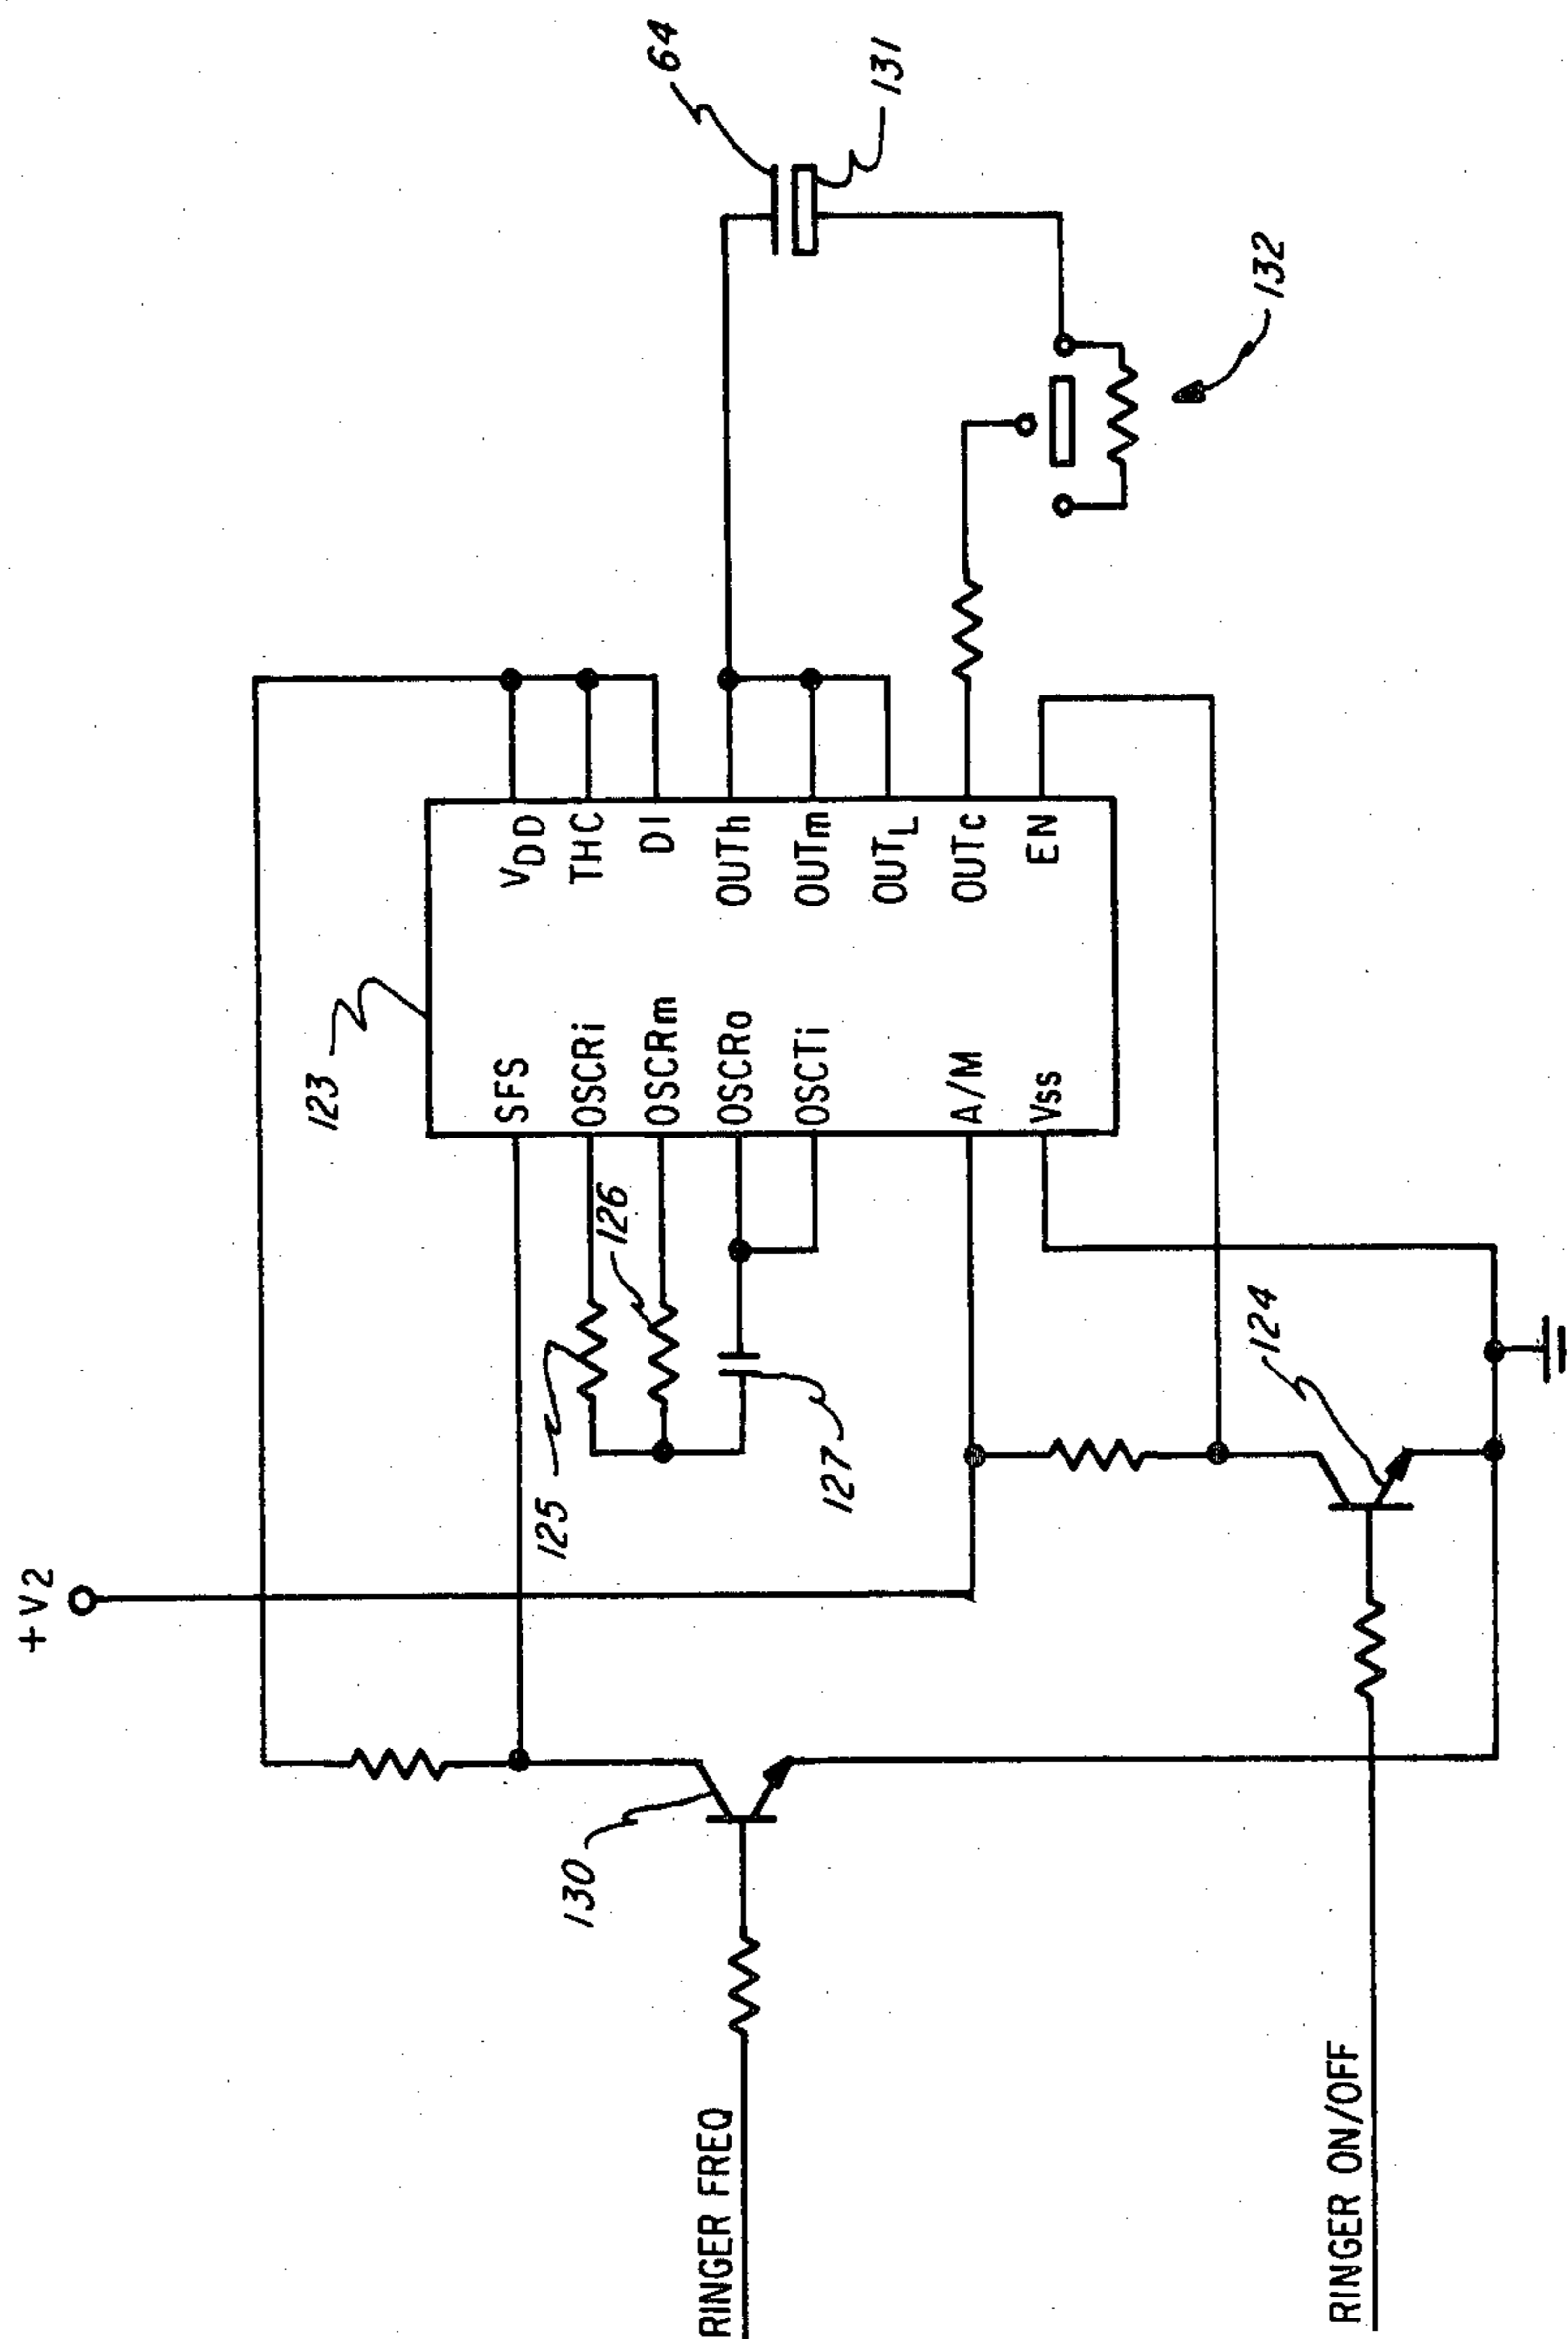 +V2
RINGER FREQ
RINGER ON/OFF
130
125
126
127
124
123
SFS
OSCRi
OSCRm
OSCRo
OSCTi
A/M
Vss
VDD
THC
DI
OUTh
OUTm
OUTL
OUTc
EN
64
131
132